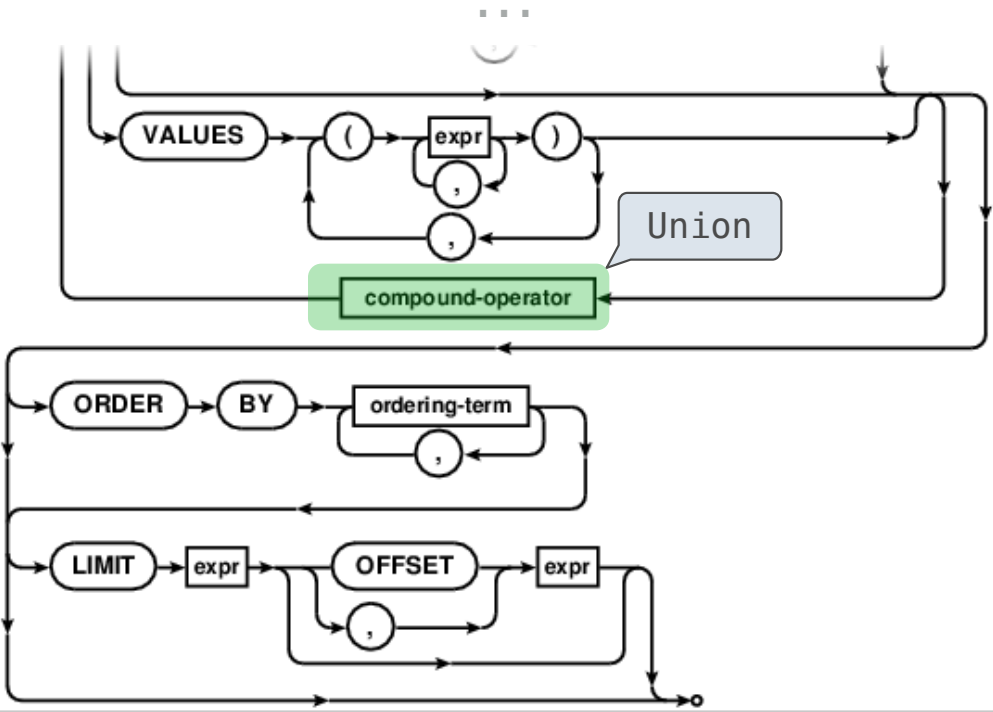 ...
,
VALUES ( expr )
,
,
Union
compound-operator
ORDER BY ordering-term
,
LIMIT expr OFFSET expr
,